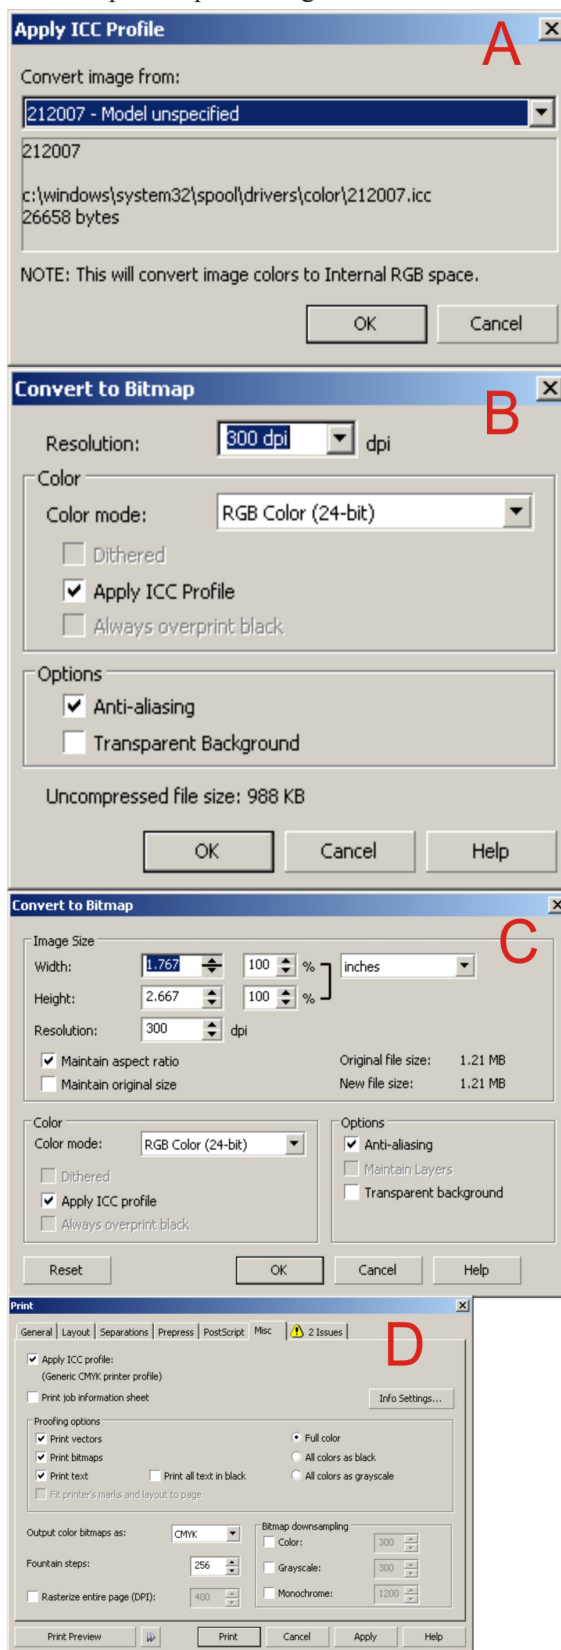 Apply ICC Profile
A
Convert image from:
212007 - Model unspecified
212007
c:\windows\system32\spool\drivers\color\212007.icc
26658 bytes
NOTE: This will convert image colors to Internal RGB space.
OK Cancel
Convert to Bitmap
B
Resolution: 300 dpi dpi
Color
Color mode: RGB Color (24-bit)
Dithered
Apply ICC Profile
Always overprint black
Options
Anti-aliasing
Transparent Background
Uncompressed file size: 988 KB
OK Cancel Help
Convert to Bitmap
C
Image Size
Width: 1.767 100 % inches
Height: 2.667 100 %
Resolution: 300 dpi
Maintain aspect ratio Original file size: 1.21 MB
Maintain original size New file size: 1.21 MB
Color Options
Color mode: RGB Color (24-bit) Anti-aliasing
Dithered Maintain Layers
Apply ICC profile Transparent background
Always overprint black
Reset OK Cancel Help
Print
D
General Layout Separations Prepress PostScript Misc 2 Issues
Apply ICC profile:
(Generic CMYK printer profile)
Print job information sheet Info Settings...
Proofing options
Print vectors Full color
Print bitmaps All colors as black
Print text Print all text in black All colors as grayscale
Fit printer's marks and layout to page
Output color bitmaps as: CMYK Bitmap downsampling
Color: 300
Fountain steps: 256 Grayscale: 300
Rasterize entire page (DPI): 400 Monochrome: 1200
Print Preview Print Cancel Apply Help